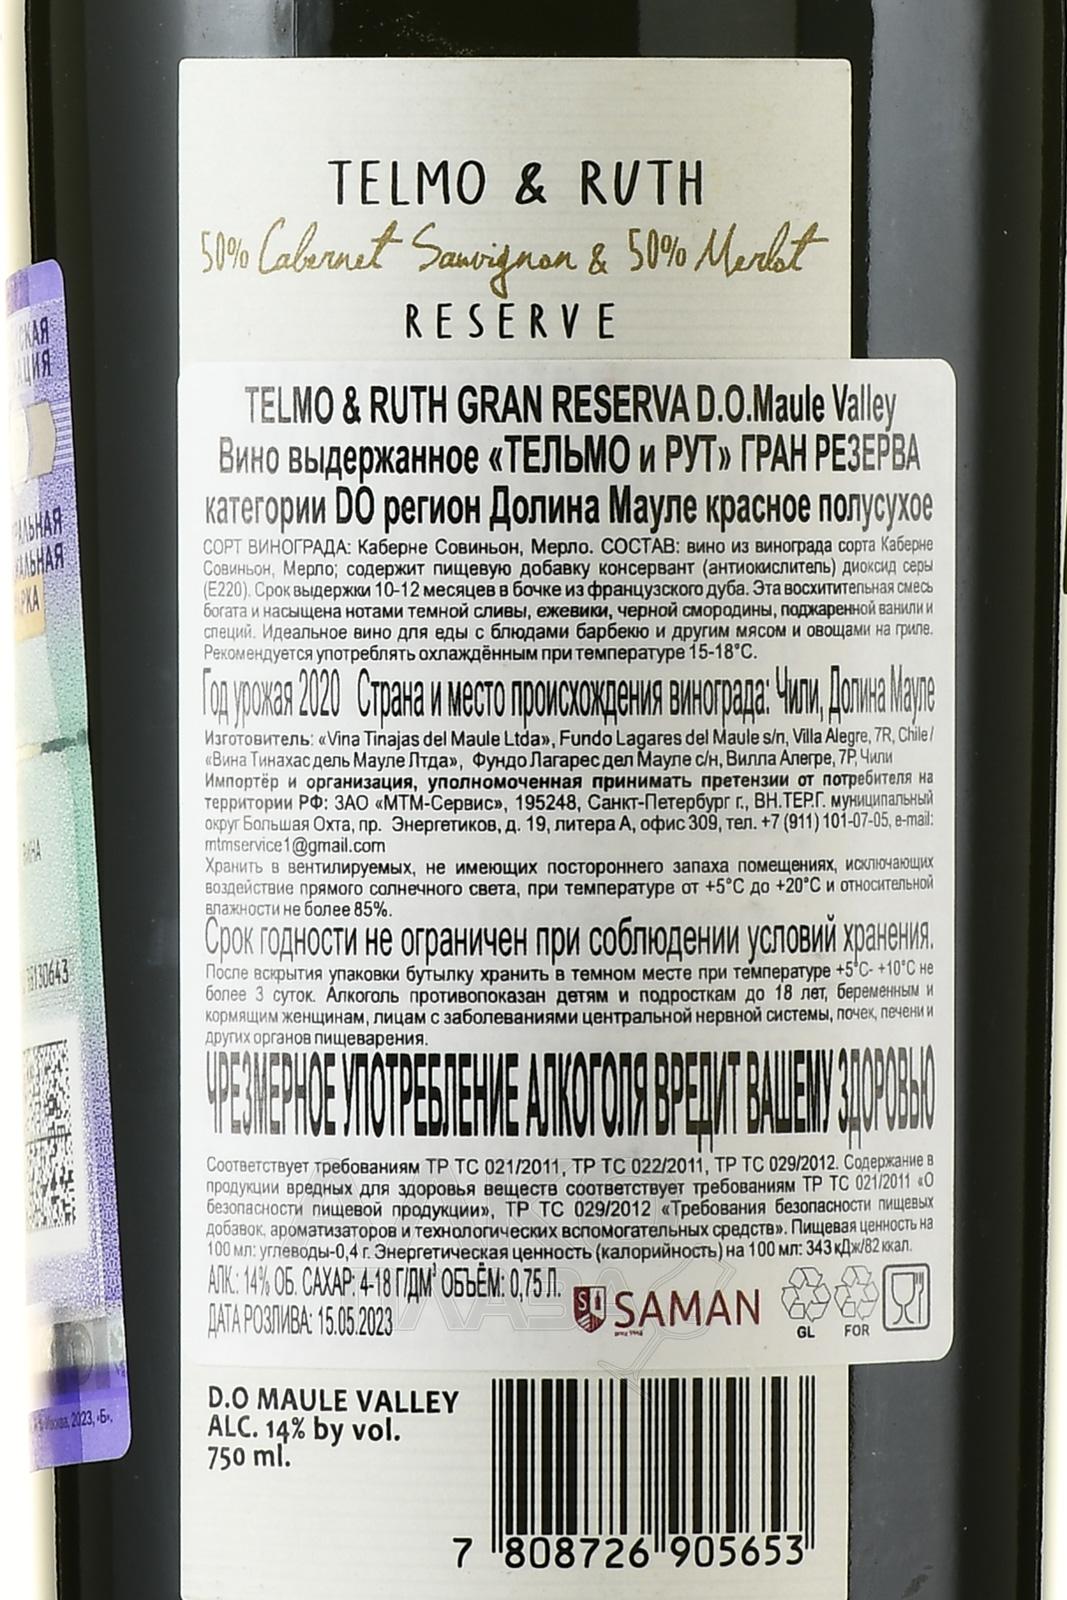 TELMO & RUTH
50% Cabernet Sauvignon & 50% Merlot
RESERVE
TELMO & RUTH GRAN RESERVA D.O.Maule Valley
Вино выдержанное «ТЕЛЬМО и РУТ» ГРАН РЕЗЕРВА
категории DO регион Долина Мауле красное полусухое
СОРТ ВИНОГРАДА: Каберне Совиньон, Мерло. СОСТАВ: вино из винограда сорта Каберне
Совиньон, Мерло; содержит пищевую добавку консервант (антиокислитель) диоксид серы
(E220). Срок выдержки 10-12 месяцев в бочке из французского дуба. Эта восхитительная смесь
богата и насыщена нотами темной сливы, ежевики, черной смородины, поджаренной ванили и
специй. Идеальное вино для еды с блюдами барбекю и другим мясом и овощами на гриле.
Рекомендуется употреблять охлаждённым при температуре 15-18°C.
Год урожая 2020 Страна и место происхождения винограда: Чили, Долина Мауле
Изготовитель: «Vina Tinajas del Maule Ltda», Fundo Lagares del Maule s/n, Villa Alegre, 7R, Chile /
«Вина Тинахас дель Мауле Лтда», Фундо Лагарес дел Мауле с/н, Вилла Алегре, 7Р, Чили
Импортёр и организация, уполномоченная принимать претензии от потребителя на
территории РФ: ЗАО «МТМ-Сервис», 195248, Санкт-Петербург г., ВН.ТЕР.Г. муниципальный
округ Большая Охта, пр. Энергетиков, д. 19, литера А, офис 309, тел. +7 (911) 101-07-05, e-mail:
mtmservice1@gmail.com
Хранить в вентилируемых, не имеющих постороннего запаха помещениях, исключающих
воздействие прямого солнечного света, при температуре от +5°C до +20°C и относительной
влажности не более 85%.
Срок годности не ограничен при соблюдении условий хранения.
После вскрытия упаковки бутылку хранить в темном месте при температуре +5°C- +10°C не
более 3 суток. Алкоголь противопоказан детям и подросткам до 18 лет, беременным и
кормящим женщинам, лицам с заболеваниями центральной нервной системы, почек, печени и
других органов пищеварения.
ЧРЕЗМЕРНОЕ УПОТРЕБЛЕНИЕ АЛКОГОЛЯ ВРЕДИТ ВАШЕМУ ЗДОРОВЬЮ
Соответствует требованиям ТР ТС 021/2011, ТР ТС 022/2011, ТР ТС 029/2012. Содержание в
продукции вредных для здоровья веществ соответствует требованиям ТР ТС 021/2011 «О
безопасности пищевой продукции», ТР ТС 029/2012 «Требования безопасности пищевых
добавок, ароматизаторов и технологических вспомогательных средств». Пищевая ценность на
100 мл: углеводы-0,4 г. Энергетическая ценность (калорийность) на 100 мл: 343 кДж/82 ккал.
АЛК.: 14% ОБ. САХАР: 4-18 Г/ДМ³ ОБЪЁМ: 0,75 Л.
ДАТА РОЗЛИВА: 15.05.2023
SAMAN
GL FOR
D.O MAULE VALLEY
ALC. 14% by vol.
750 ml.
7 808726 905653